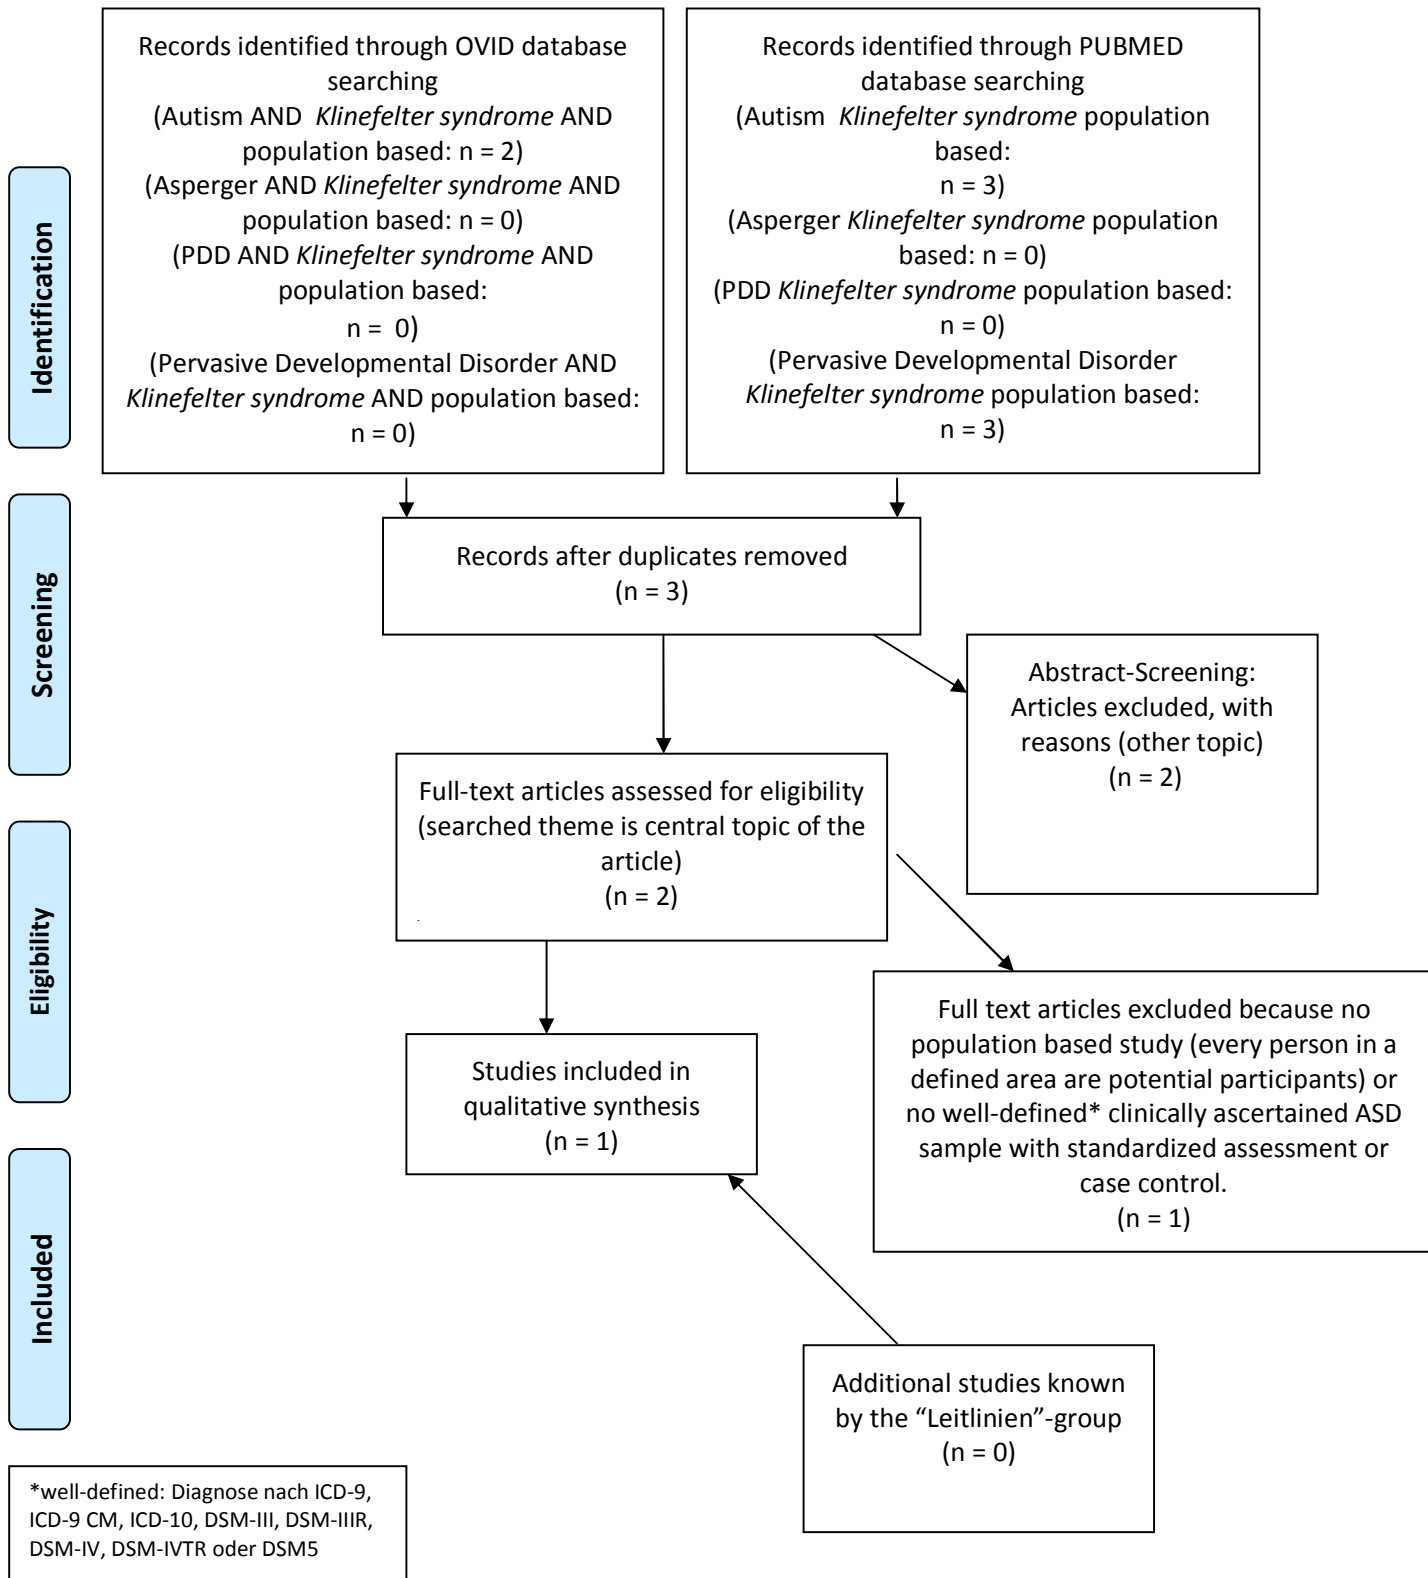 Records identified through OVID database
searching
(Autism AND Klinefelter syndrome AND
population based: n = 2)
(Asperger AND Klinefelter syndrome AND
population based: n = 0)
(PDD AND Klinefelter syndrome AND
population based:
n = 0)
(Pervasive Developmental Disorder AND
Klinefelter syndrome AND population based:
n = 0)
Records identified through PUBMED
database searching
(Autism Klinefelter syndrome population
based:
n = 3)
(Asperger Klinefelter syndrome population
based: n = 0)
(PDD Klinefelter syndrome population based:
n = 0)
(Pervasive Developmental Disorder
Klinefelter syndrome population based:
n = 3)
Identification
Records after duplicates removed
(n = 3)
Screening
Abstract-Screening:
Articles excluded, with
reasons (other topic)
(n = 2)
Full-text articles assessed for eligibility
(searched theme is central topic of the
article)
(n = 2)
Eligibility
Full text articles excluded because no
population based study (every person in a
defined area are potential participants) or
no well-defined* clinically ascertained ASD
sample with standardized assessment or
case control.
(n = 1)
Studies included in
qualitative synthesis
(n = 1)
Included
Additional studies known
by the “Leitlinien”-group
(n = 0)
*well-defined: Diagnose nach ICD-9,
ICD-9 CM, ICD-10, DSM-III, DSM-IIIR,
DSM-IV, DSM-IVTR oder DSM5